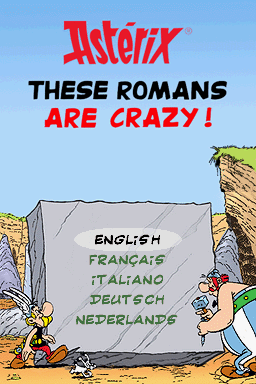 Astérix®
THESE ROMANS
ARE CRAZY!
ENGLISH
FRANÇAIS
ITALIANO
DEUTSCH
NEDERLANDS